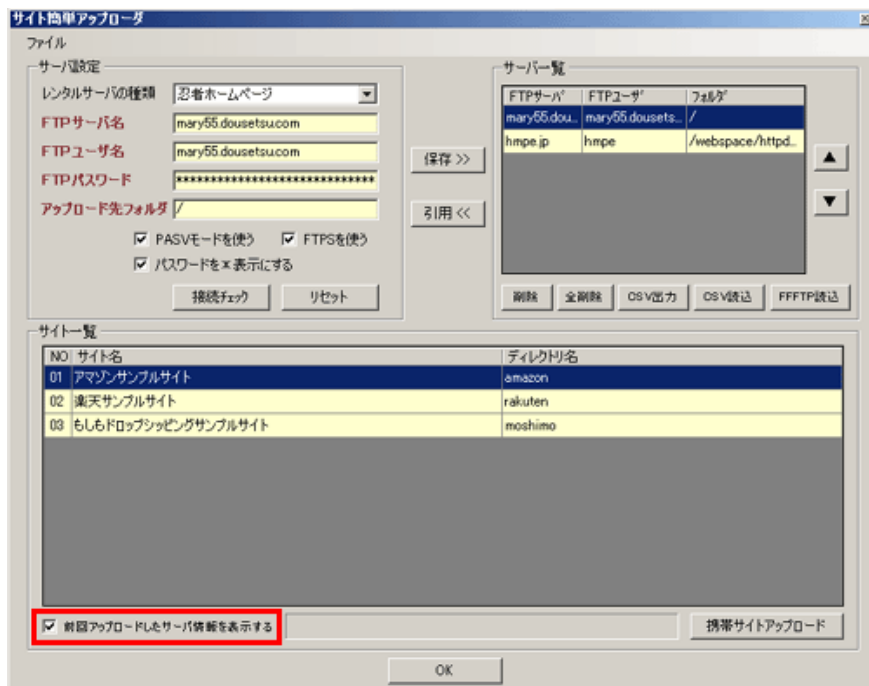 サイト簡単アップローダ
ファイル
サーバ設定
レンタルサーバの種類 忍者ホームページ
FTPサーバ名 mary55.dousetsu.com
FTPユーザ名 mary55.dousetsu.com
FTPパスワード *****************************
アップロード先フォルダ /
PASVモードを使う FTPSを使う
パスワードを*表示にする
接続チェック リセット
保存 >>
引用 <<
サーバー一覧
FTPサーバ FTPユーザ フォルダ
mary55.dou... mary55.dousets... /
hmpe.jp hmpe /webspace/httpd...
▲
▼
削除 全削除 CSV出力 CSV読込 FFFTP読込
サイト一覧
NO サイト名 ディレクトリ名
01 アマゾンサンプルサイト amazon
02 楽天サンプルサイト rakuten
03 もしもドロップシッピングサンプルサイト moshimo
前回アップロードしたサーバ情報を表示する 携帯サイトアップロード
OK